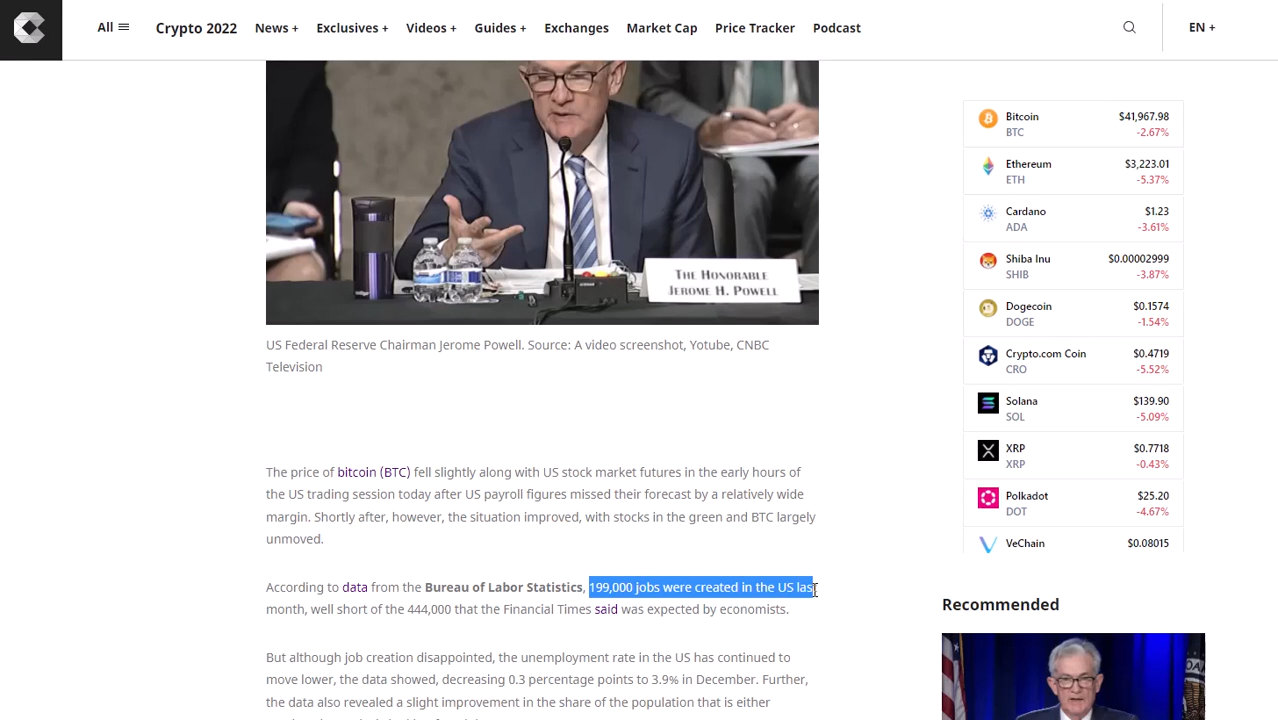 All
Crypto 2022
News +
Exclusives +
Videos +
Guides +
Exchanges
Market Cap
Price Tracker
Podcast
EN +
THE HONORABLE
JEROME H. POWELL
US Federal Reserve Chairman Jerome Powell. Source: A video screenshot, Yotube, CNBC
Television
The price of bitcoin (BTC) fell slightly along with US stock market futures in the early hours of
the US trading session today after US payroll figures missed their forecast by a relatively wide
margin. Shortly after, however, the situation improved, with stocks in the green and BTC largely
unmoved.
According to data from the Bureau of Labor Statistics, 199,000 jobs were created in the US las
month, well short of the 444,000 that the Financial Times said was expected by economists.
But although job creation disappointed, the unemployment rate in the US has continued to
move lower, the data showed, decreasing 0.3 percentage points to 3.9% in December. Further,
the data also revealed a slight improvement in the share of the population that is either
Bitcoin $41,967.98
BTC -2.67%
Ethereum $3,223.01
ETH -5.37%
Cardano $1.23
ADA -3.61%
Shiba Inu $0.00002999
SHIB -3.87%
Dogecoin $0.1574
DOGE -1.54%
Crypto.com Coin $0.4719
CRO -5.52%
Solana $139.90
SOL -5.09%
XRP $0.7718
XRP -0.43%
Polkadot $25.20
DOT -4.67%
VeChain $0.08015
Recommended